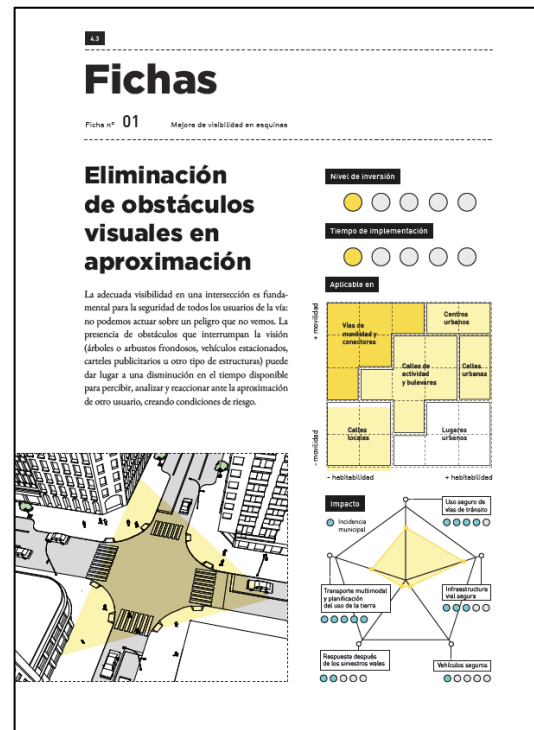 4.3
Fichas
Ficha nº 01 Mejora de visibilidad en esquinas
Eliminación
de obstáculos
visuales en
aproximación
La adecuada visibilidad en una intersección es funda-
mental para la seguridad de todos los usuarios de la vía:
no podemos actuar sobre un peligro que no vemos. La
presencia de obstáculos que interrumpan la visión
(árboles o arbustos frondosos, vehículos estacionados,
carteles publicitarios u otro tipo de estructuras) puede
dar lugar a una disminución en el tiempo disponible
para percibir, analizar y reaccionar ante la aproximación
de otro usuario, creando condiciones de riesgo.
Nivel de inversión
Tiempo de implementación
Aplicable en
+ movilidad
- movilidad
Vías de
movilidad y
conectores
Centros
urbanos
Calles de
actividad
y bulevares
Calles
urbanas
Calles
locales
Lugares
urbanos
- habitabilidad
+ habitabilidad
Impacto
Incidencia
municipal
Uso seguro de
vías de tránsito
Transporte multimodal
y planificación
del uso de la tierra
Infraestructura
vial segura
Respuesta después
de los siniestros viales
Vehículos seguros